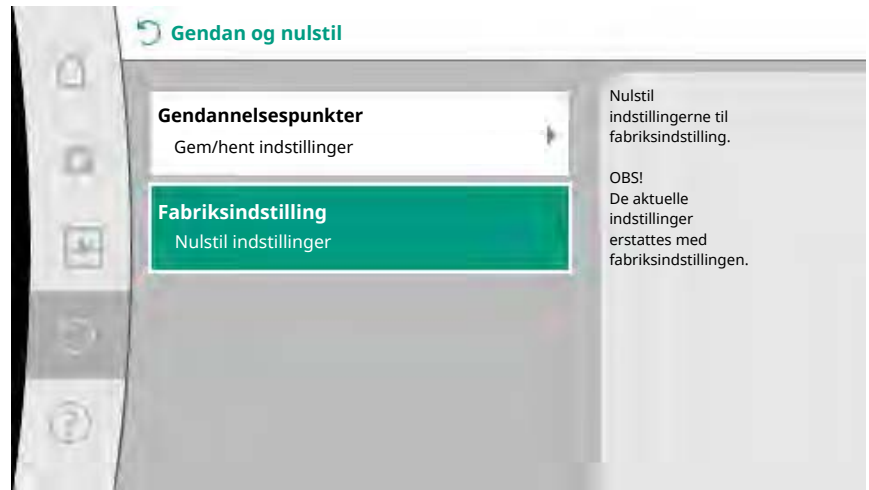 Gendan og nulstil
Gendannelsespunkter
Gem/hent indstillinger
Fabriksindstilling
Nulstil indstillinger
Nulstil
indstillingerne til
fabriksindstilling.
OBS!
De aktuelle
indstillinger
erstattes med
fabriksindstillingen.